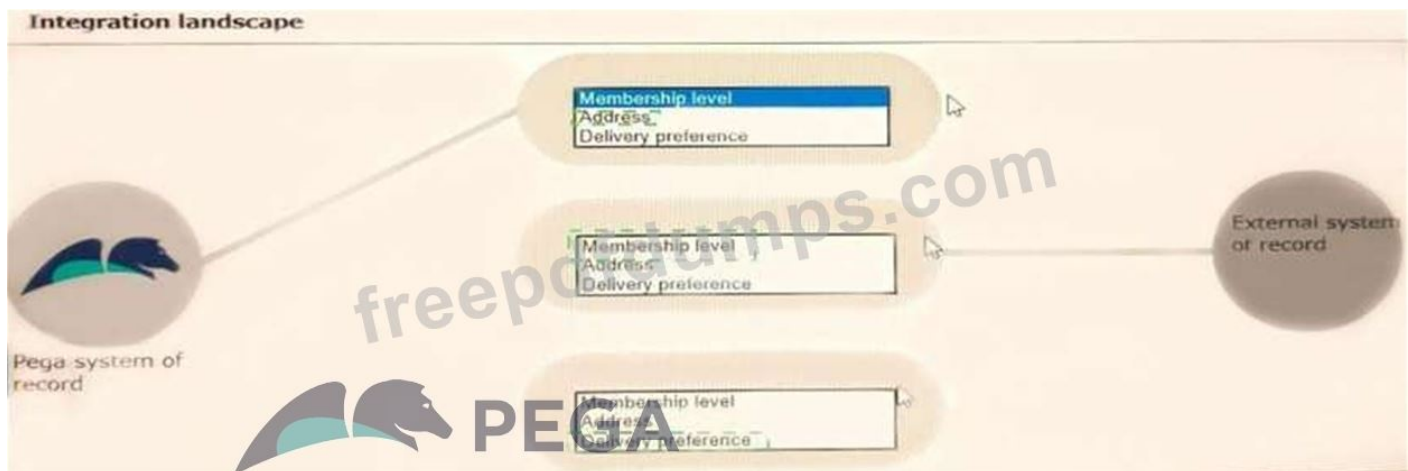 Integration landscape
Membership level
Address
Delivery preference
Membership level
Address
Delivery preference
External system
of record
freepdfdumps.com
Pega system of
record
Membership level
Address
Delivery preference
PEGA